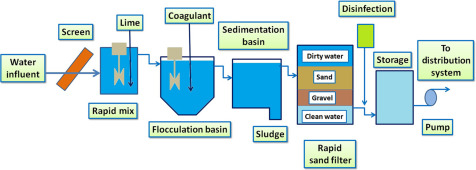 Water
influent
Screen
Lime
Rapid mix
Coagulant
Flocculation basin
Sedimentation
basin
Sludge
Dirty water
Sand
Gravel
Clean water
Rapid
sand filter
Disinfection
Storage
Pump
To
distribution
system